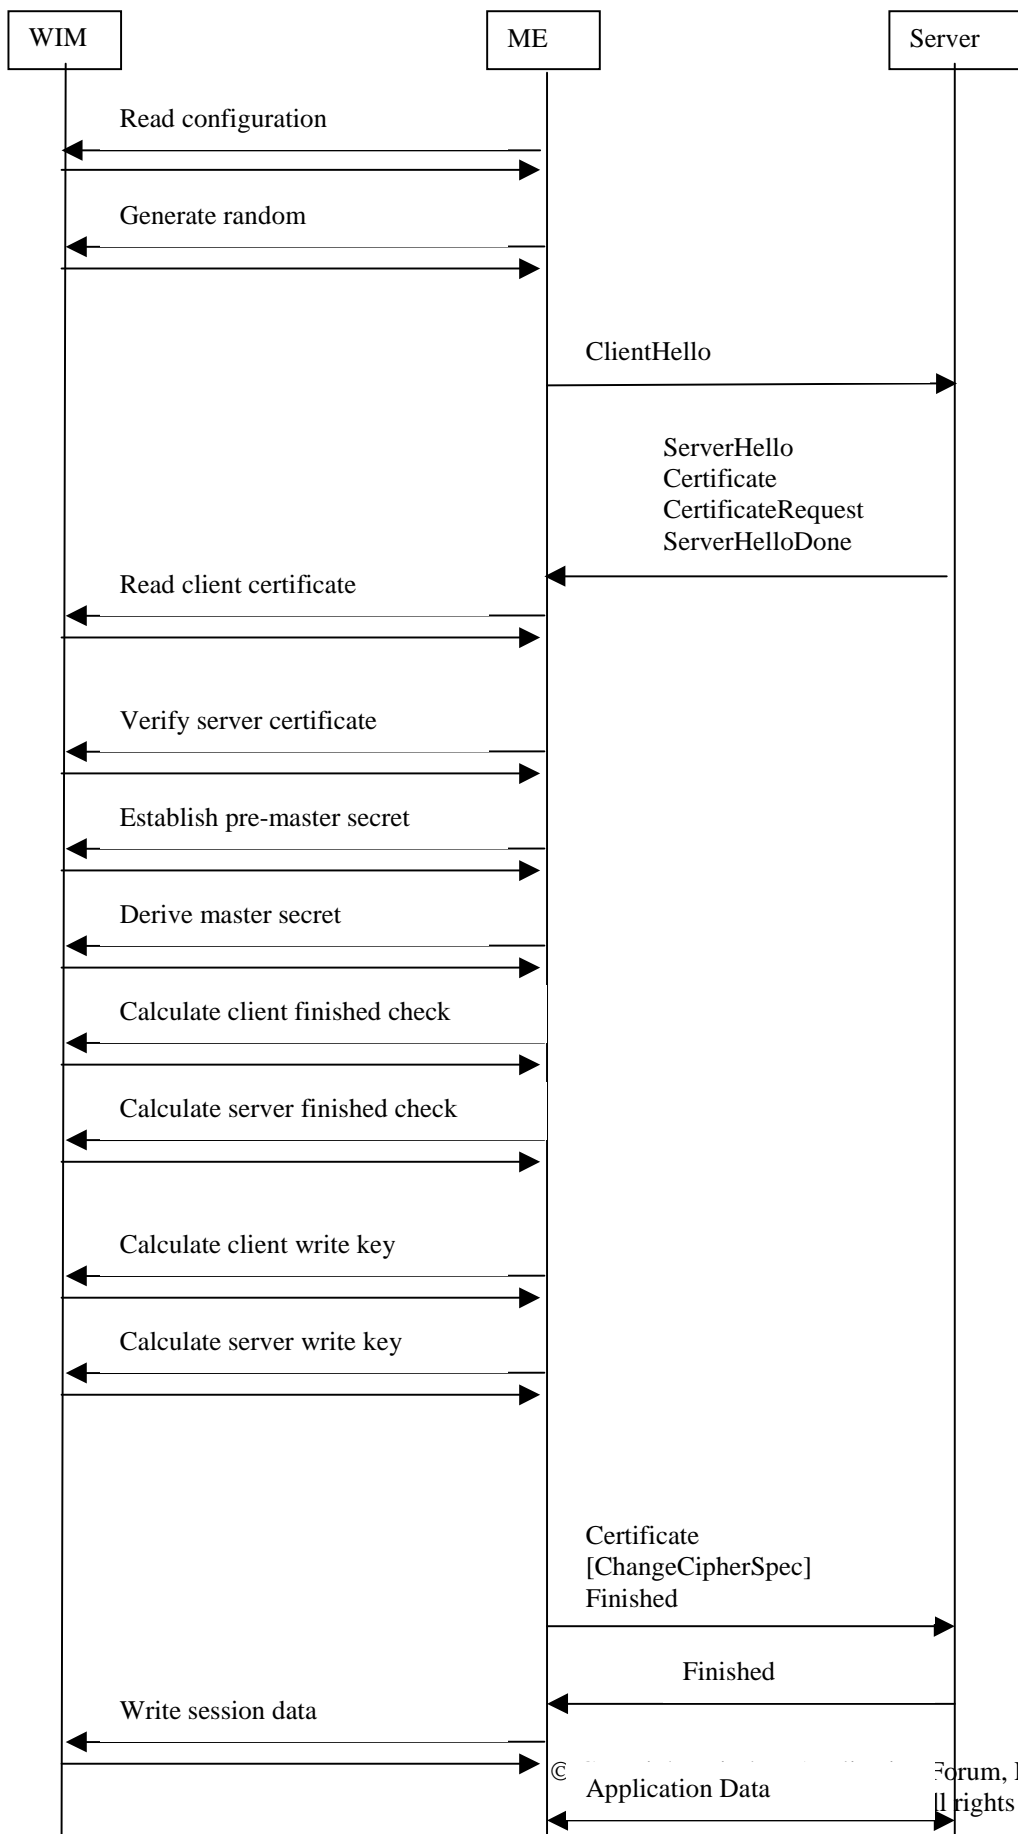 WIM
ME
Server
Read configuration
Generate random
ClientHello
ServerHello
Certificate
CertificateRequest
ServerHelloDone
Read client certificate
Verify server certificate
Establish pre-master secret
Derive master secret
Calculate client finished check
Calculate server finished check
Calculate client write key
Calculate server write key
Certificate
[ChangeCipherSpec]
Finished
Finished
Write session data
© Forum,
Application Data
rights